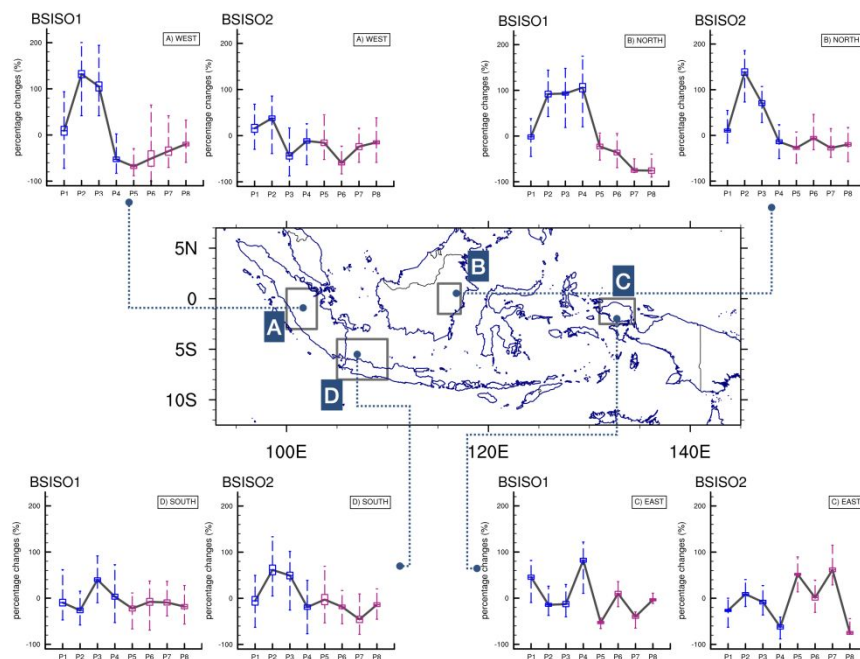 BSISO1
A) WEST
percentage changes (%)
200
100
0
-100
P1 P2 P3 P4 P5 P6 P7 P8
BSISO2
A) WEST
percentage changes (%)
200
100
0
-100
P1 P2 P3 P4 P5 P6 P7 P8
BSISO1
B) NORTH
percentage changes (%)
200
100
0
-100
P1 P2 P3 P4 P5 P6 P7 P8
BSISO2
B) NORTH
percentage changes (%)
200
100
0
-100
P1 P2 P3 P4 P5 P6 P7 P8
5N
0
5S
10S
A
B
C
D
100E 120E 140E
BSISO1
D) SOUTH
percentage changes (%)
200
100
0
-100
P1 P2 P3 P4 P5 P6 P7 P8
BSISO2
D) SOUTH
percentage changes (%)
200
100
0
-100
P1 P2 P3 P4 P5 P6 P7 P8
BSISO1
C) EAST
percentage changes (%)
200
100
0
-100
P1 P2 P3 P4 P5 P6 P7 P8
BSISO2
C) EAST
percentage changes (%)
200
100
0
-100
P1 P2 P3 P4 P5 P6 P7 P8